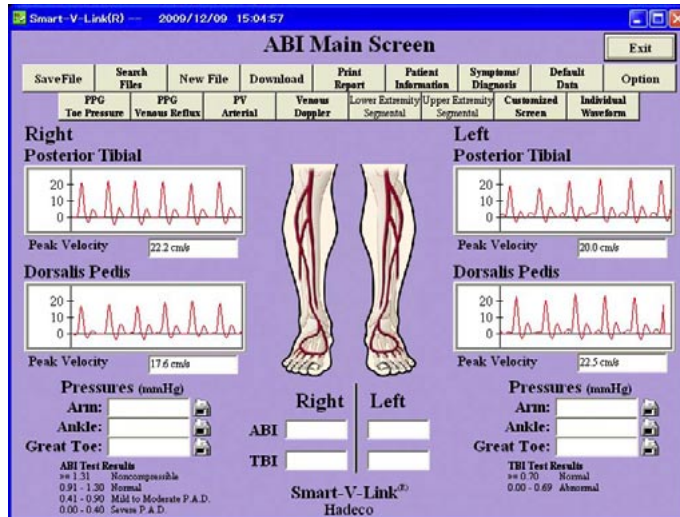 Smart-V-Link(R) -- 2009/12/09 15:04:57
ABI Main Screen
Exit
SaveFile Search Files New File Download Print Report Patient Information Symptoms/ Diagnosis Default Data Option
PPG Toe Pressure PPG Venous Reflux PV Arterial Venous Doppler Lower Extremity Segmental Upper Extremity Segmental Customized Screen Individual Waveform
Right
Posterior Tibial
20
10
0
Peak Velocity 22.2 cm/s
Dorsalis Pedis
20
10
0
Peak Velocity 17.6 cm/s
Left
Posterior Tibial
20
10
0
Peak Velocity 20.0 cm/s
Dorsalis Pedis
20
10
0
Peak Velocity 22.5 cm/s
Pressures (mmHg)
Arm:
Ankle:
Great Toe:
ABI Test Results
>= 1.31 Noncompressible
0.91 - 1.30 Normal
0.41 - 0.90 Mild to Moderate P.A.D.
0.00 - 0.40 Severe P.A.D.
Right Left
ABI
TBI
Smart-V-Link(R)
Hadeco
Pressures (mmHg)
Arm:
Ankle:
Great Toe:
TBI Test Results
>= 0.70 Normal
0.00 - 0.69 Abnormal